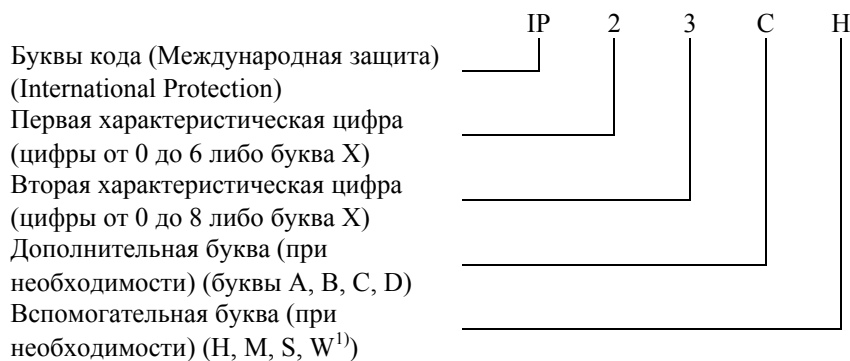 IP 2 3 C H
Буквы кода (Международная защита)
(International Protection)
Первая характеристическая цифра
(цифры от 0 до 6 либо буква X)
Вторая характеристическая цифра
(цифры от 0 до 8 либо буква X)
Дополнительная буква (при
необходимости) (буквы A, B, C, D)
Вспомогательная буква (при
необходимости) (H, M, S, W¹⁾)